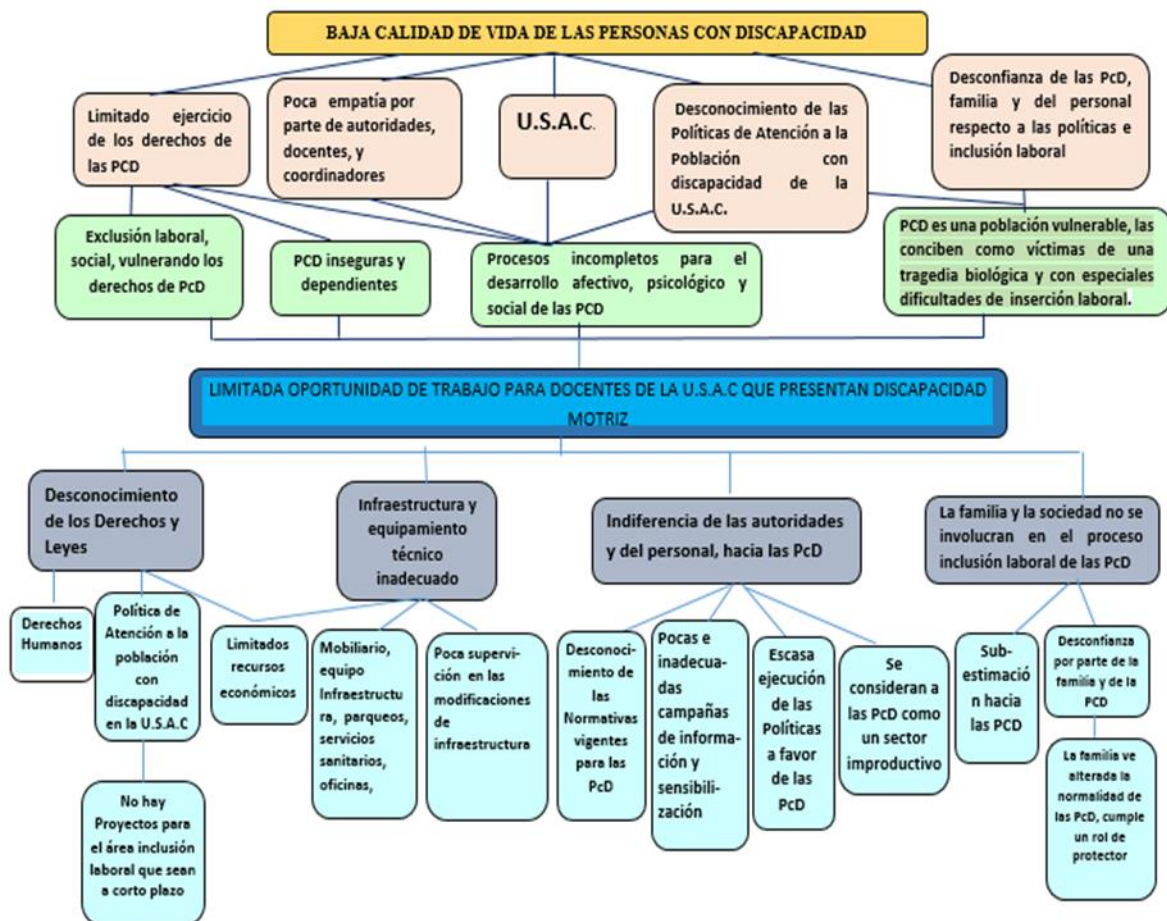 BAJA CALIDAD DE VIDA DE LAS PERSONAS CON DISCAPACIDAD
Limitado ejercicio
de los derechos de
las PCD
Poca empatía por
parte de autoridades,
docentes, y
coordinadores
U.S.A.C.
Desconocimiento de las
Políticas de Atención a la
Población con
discapacidad de la
U.S.A.C.
Desconfianza de las PcD,
familia y del personal
respecto a las políticas e
inclusión laboral
Exclusión laboral,
social, vulnerando los
derechos de PcD
PCD inseguras y
dependientes
Procesos incompletos para el
desarrollo afectivo, psicológico y
social de las PCD
PCD es una población vulnerable, las
conciben como víctimas de una
tragedia biológica y con especiales
dificultades de inserción laboral.
LIMITADA OPORTUNIDAD DE TRABAJO PARA DOCENTES DE LA U.S.A.C QUE PRESENTAN DISCAPACIDAD
MOTRIZ
Desconocimiento
de los Derechos y
Leyes
Infraestructura y
equipamiento
técnico
inadecuado
Indiferencia de las autoridades
y del personal, hacia las PcD
La familia y la sociedad no se
involucran en el proceso
inclusión laboral de las PcD
Derechos
Humanos
Política de
Atención a la
población
con
discapacidad
en la U.S.A.C
Limitados
recursos
económicos
Mobiliario,
equipo
Infraestructu
ra, parqueos,
servicios
sanitarios,
oficinas,
Poca supervi-
sión en las
modificaciones
de
infraestructura
Desconoci-
miento de
las
Normativas
vigentes
para las
PcD
Pocas e
inadecua-
das
campañas
de informa-
ción y
sensibili-
zación
Escasa
ejecución
de las
Políticas
a favor
de las
PcD
Se
consideran a
las PcD como
un sector
improductivo
Sub-
estimació
n hacia
las PCD
Desconfianza
por parte de la
familia y de la
PCD
No hay
Proyectos para
el área inclusión
laboral que sean
a corto plazo
La familia ve
alterada la
normalidad de
las PcD, cumple
un rol de
protector